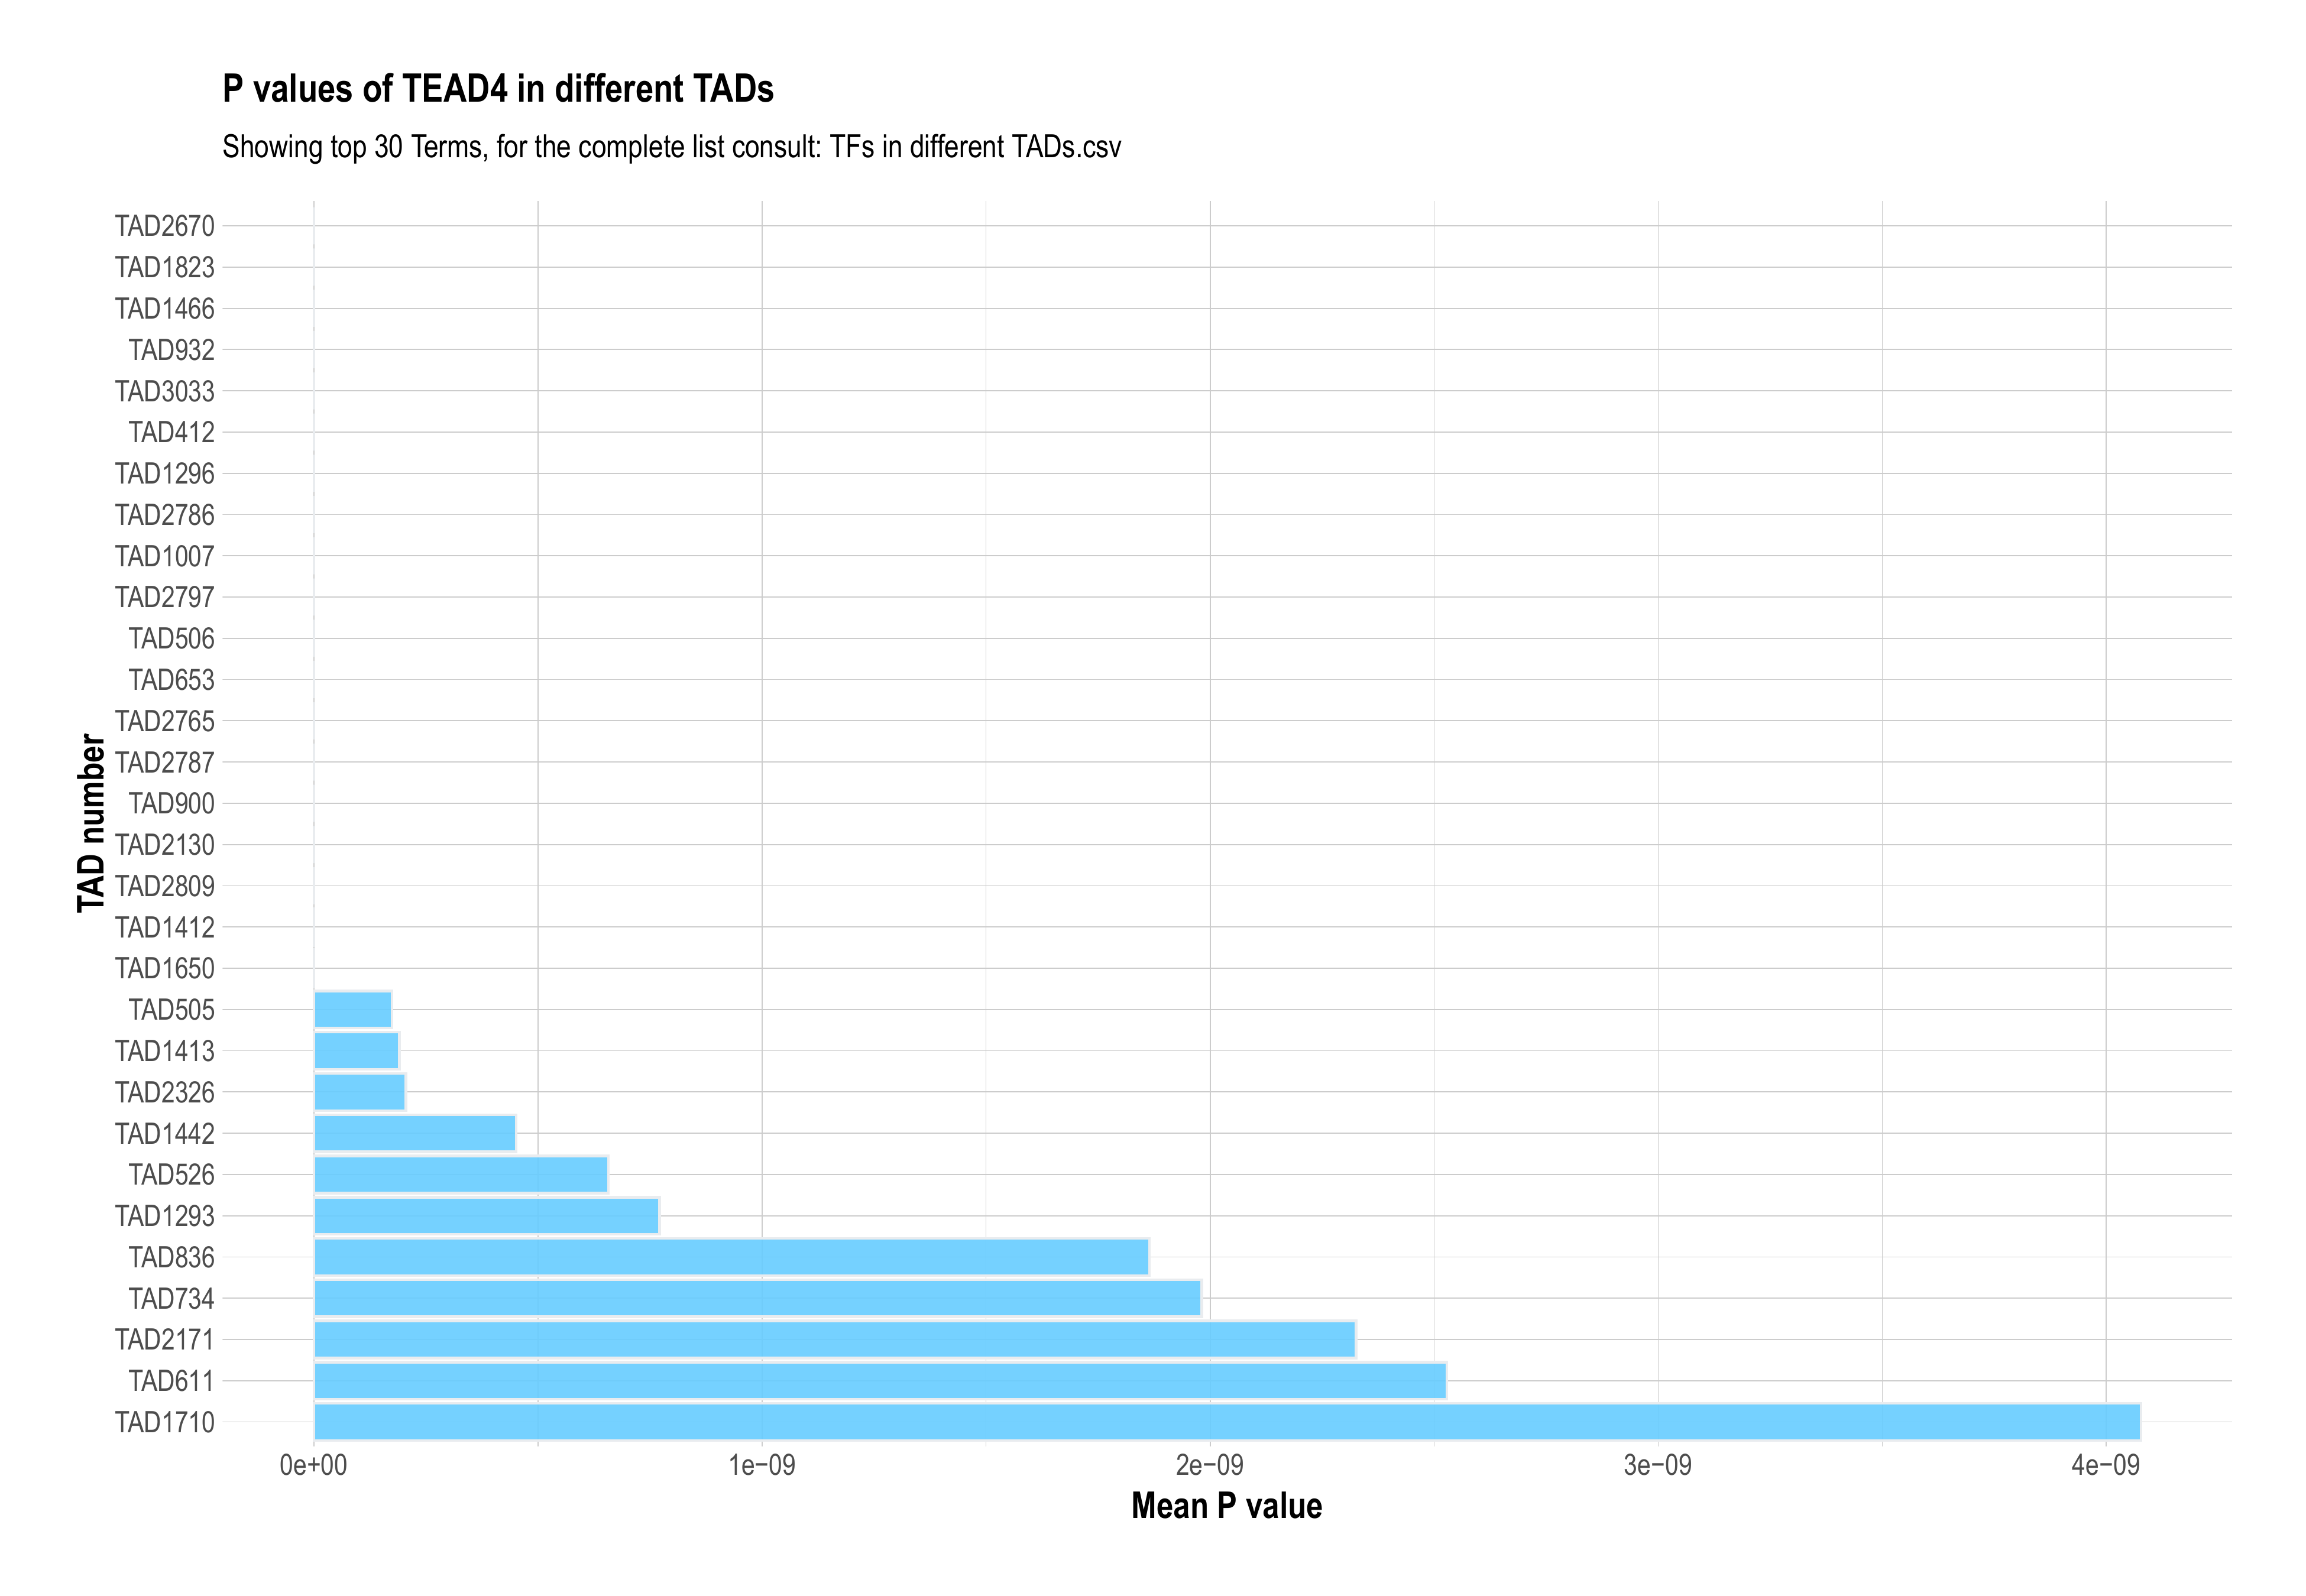 P values of TEAD4 in different TADs
Showing top 30 Terms, for the complete list consult: TFs in different TADs.csv
TAD number
TAD2670
TAD1823
TAD1466
TAD932
TAD3033
TAD412
TAD1296
TAD2786
TAD1007
TAD2797
TAD506
TAD653
TAD2765
TAD2787
TAD900
TAD2130
TAD2809
TAD1412
TAD1650
TAD505
TAD1413
TAD2326
TAD1442
TAD526
TAD1293
TAD836
TAD734
TAD2171
TAD611
TAD1710
0e+00 1e−09 2e−09 3e−09 4e−09
Mean P value